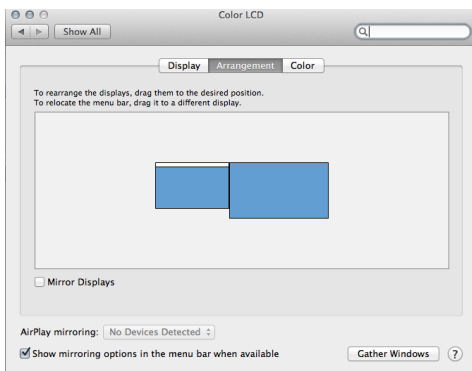 Color LCD
Show All
Display Arrangement Color
To rearrange the displays, drag them to the desired position.
To relocate the menu bar, drag it to a different display.
Mirror Displays
AirPlay mirroring: No Devices Detected
Show mirroring options in the menu bar when available
Gather Windows ?